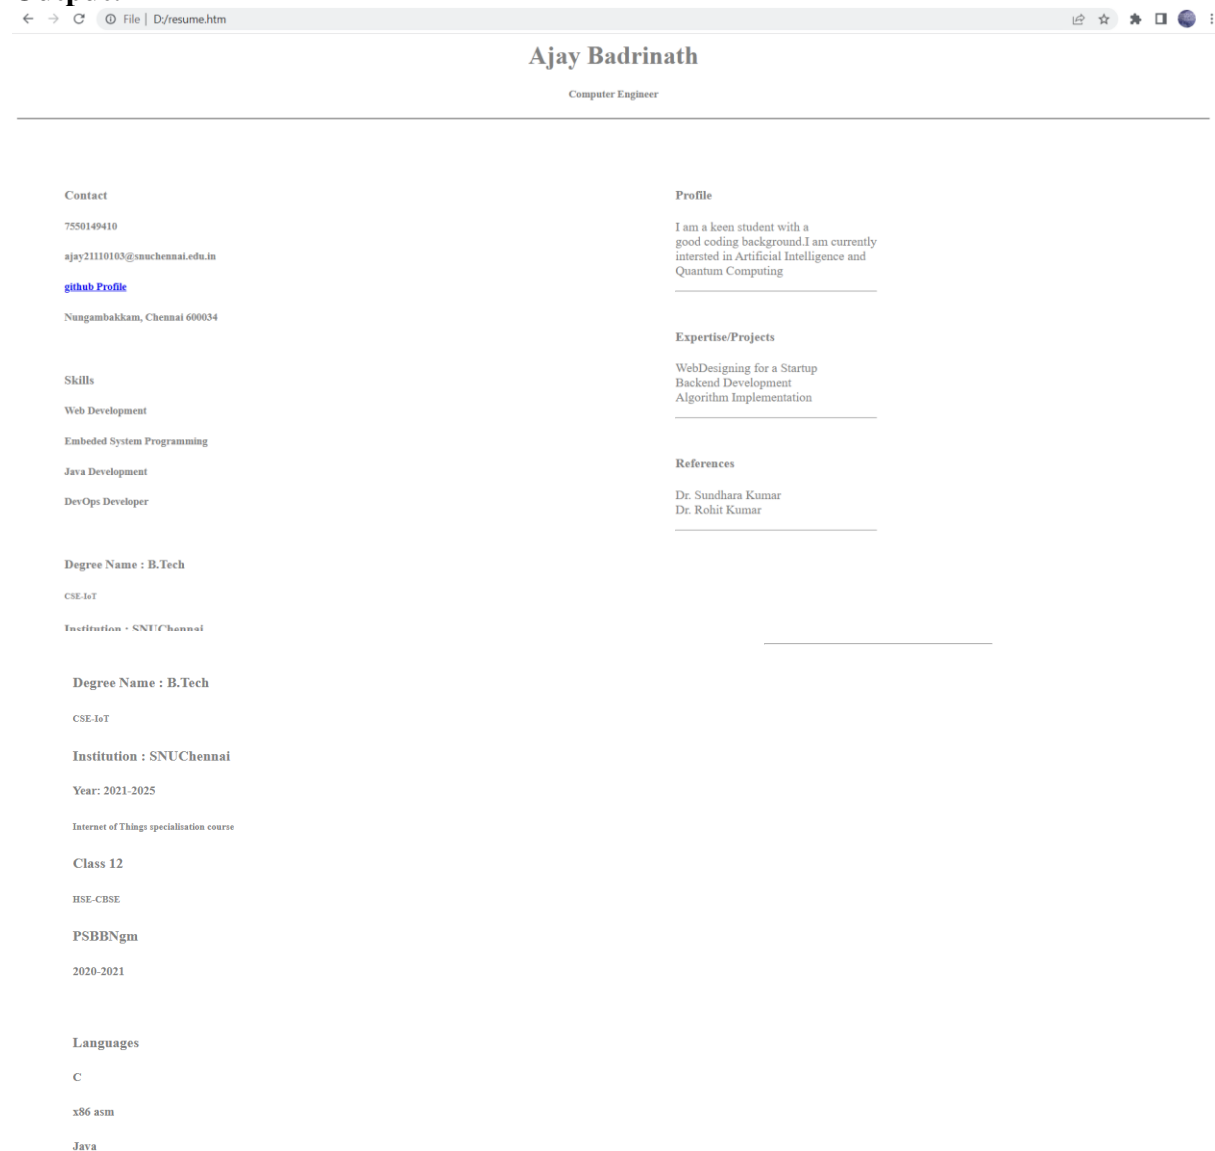 Output:
File | D:/resume.htm
Ajay Badrinath
Computer Engineer
Contact
7550149410
ajay21110103@snuchennai.edu.in
github Profile
Nungambakkam, Chennai 600034
Skills
Web Development
Embeded System Programming
Java Development
DevOps Developer
Degree Name : B.Tech
CSE-IoT
Institution : SNUChennai
Profile
I am a keen student with a
good coding background.I am currently
intersted in Artificial Intelligence and
Quantum Computing
Expertise/Projects
WebDesigning for a Startup
Backend Development
Algorithm Implementation
References
Dr. Sundhara Kumar
Dr. Rohit Kumar
Degree Name : B.Tech
CSE-IoT
Institution : SNUChennai
Year: 2021-2025
Internet of Things specialisation course
Class 12
HSE-CBSE
PSBBNgm
2020-2021
Languages
C
x86 asm
Java